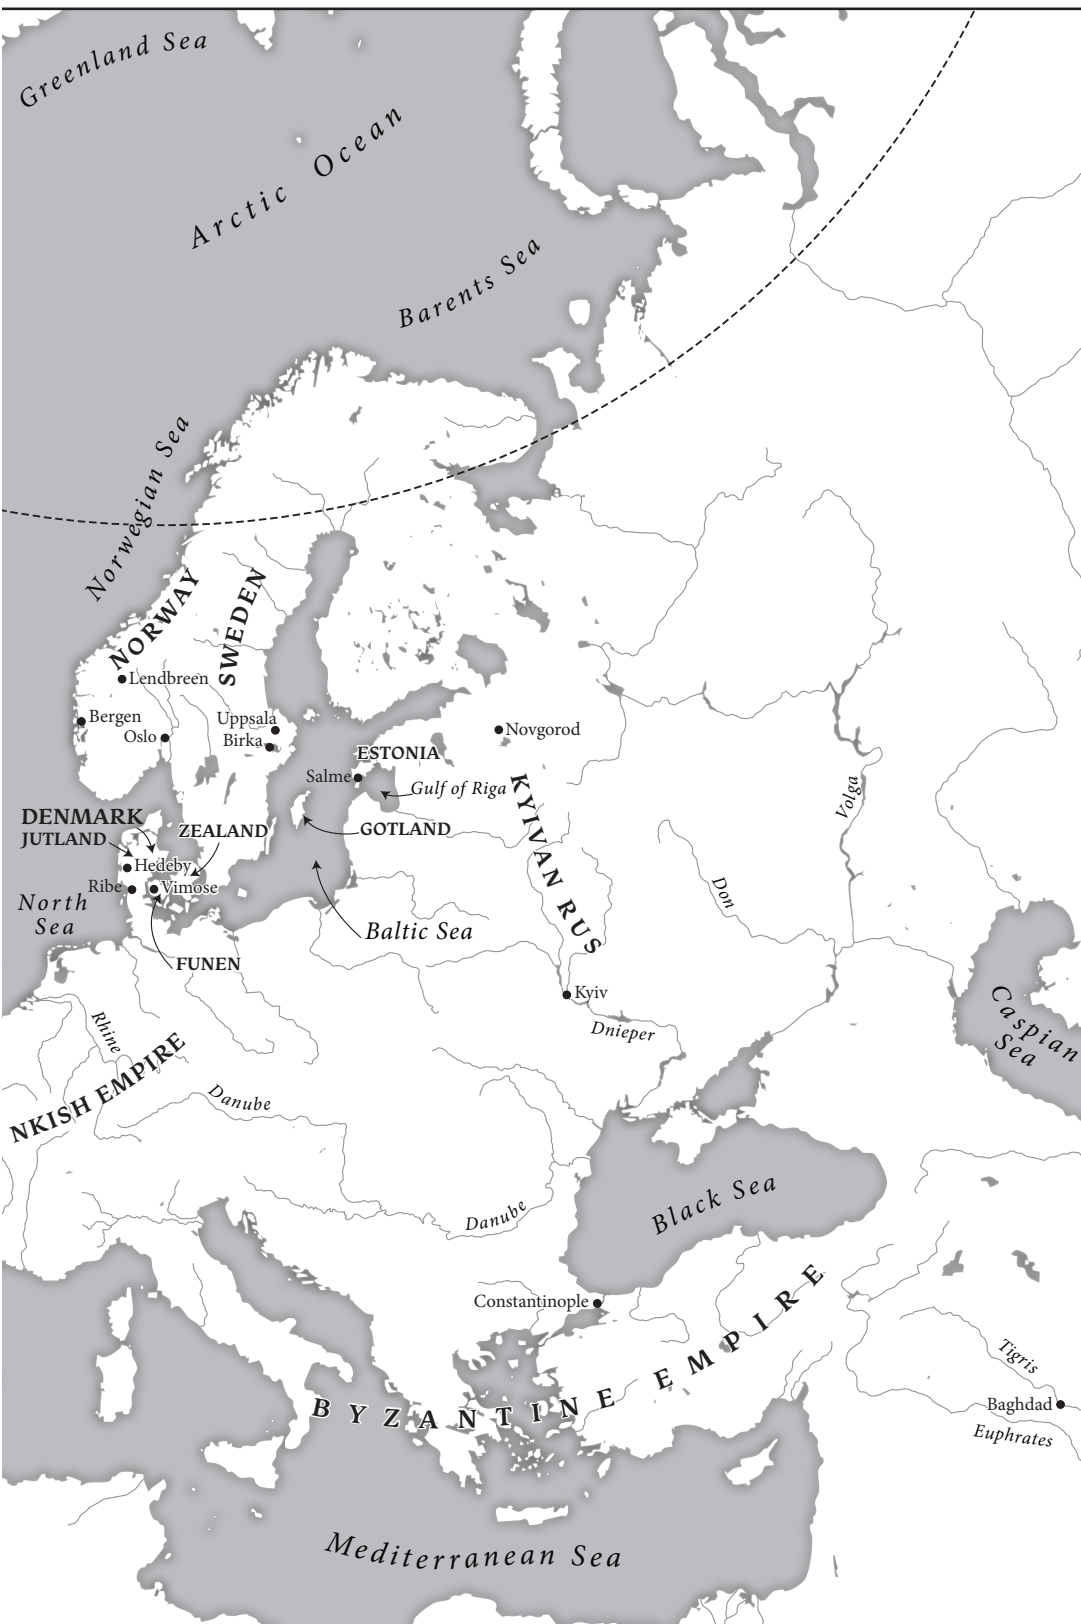 Greenland Sea
Arctic Ocean
Barents Sea
Norwegian Sea
NORWAY
SWEDEN
Lendbreen
Bergen
Oslo
Uppsala
Birka
Novgorod
ESTONIA
Salme
Gulf of Riga
GOTLAND
KYIVAN RUS
Volga
DENMARK
JUTLAND
ZEALAND
Hedeby
Ribe
Vimose
North
Sea
Baltic Sea
FUNEN
Don
Kyiv
Dnieper
Caspian
Sea
Rhine
NKISH EMPIRE
Danube
Danube
Black Sea
Constantinople
BYZANTINE EMPIRE
Tigris
Baghdad
Euphrates
Mediterranean Sea